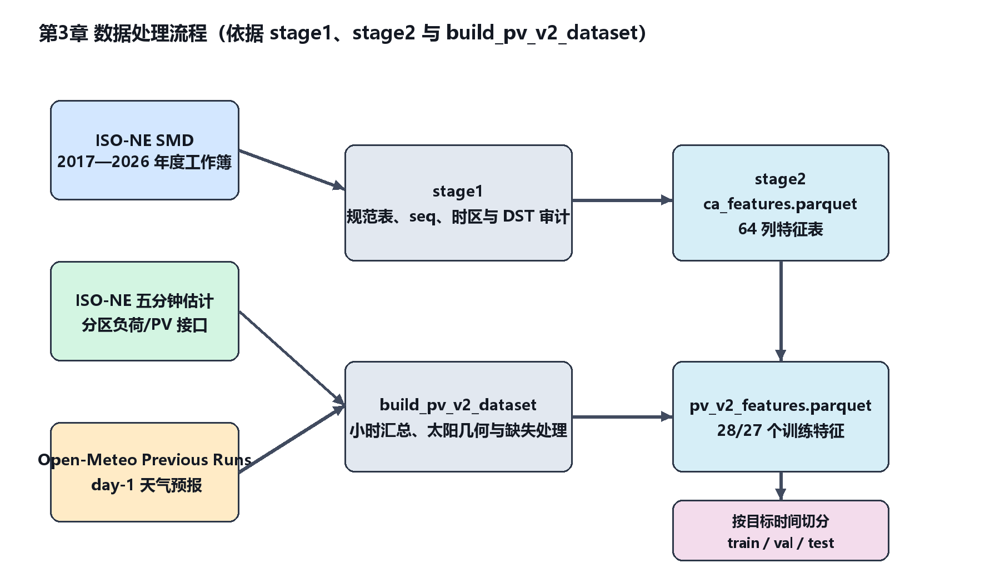 第3章 数据处理流程（依据 stage1、stage2 与 build_pv_v2_dataset）
ISO-NE SMD
2017—2026 年度工作簿
stage1
规范表、seq、时区与 DST 审计
stage2
ca_features.parquet
64 列特征表
ISO-NE 五分钟估计
分区负荷/PV 接口
Open-Meteo Previous Runs
day-1 天气预报
build_pv_v2_dataset
小时汇总、太阳几何与缺失处理
pv_v2_features.parquet
28/27 个训练特征
按目标时间切分
train / val / test